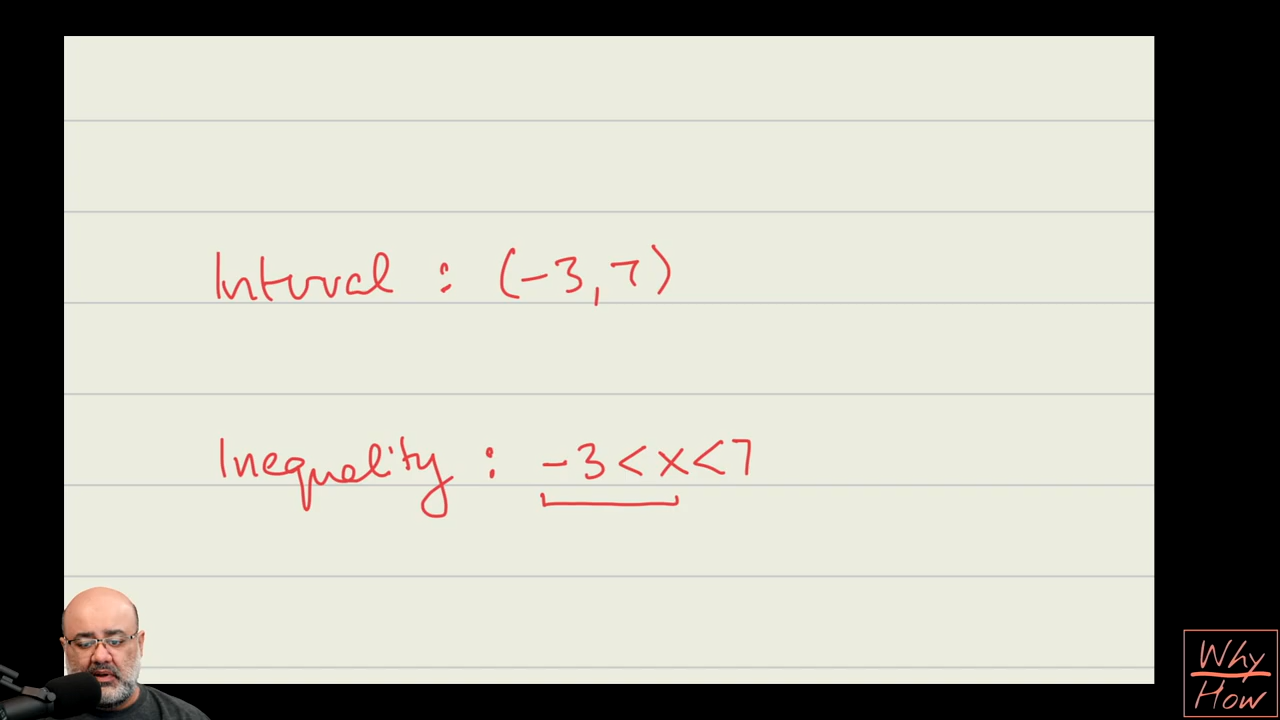 Interval : (-3, 7)
Inequality : -3 < x < 7
Why
How